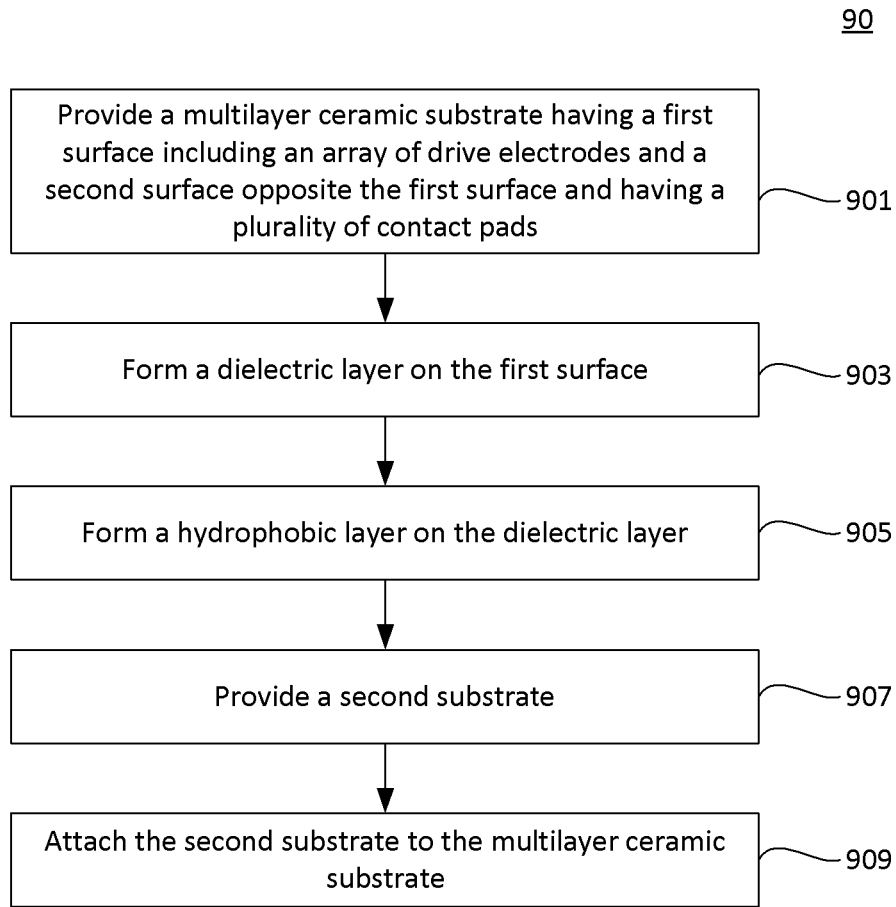 90
Provide a multilayer ceramic substrate having a first
surface including an array of drive electrodes and a
second surface opposite the first surface and having a
plurality of contact pads
901
Form a dielectric layer on the first surface
903
Form a hydrophobic layer on the dielectric layer
905
Provide a second substrate
907
Attach the second substrate to the multilayer ceramic
substrate
909